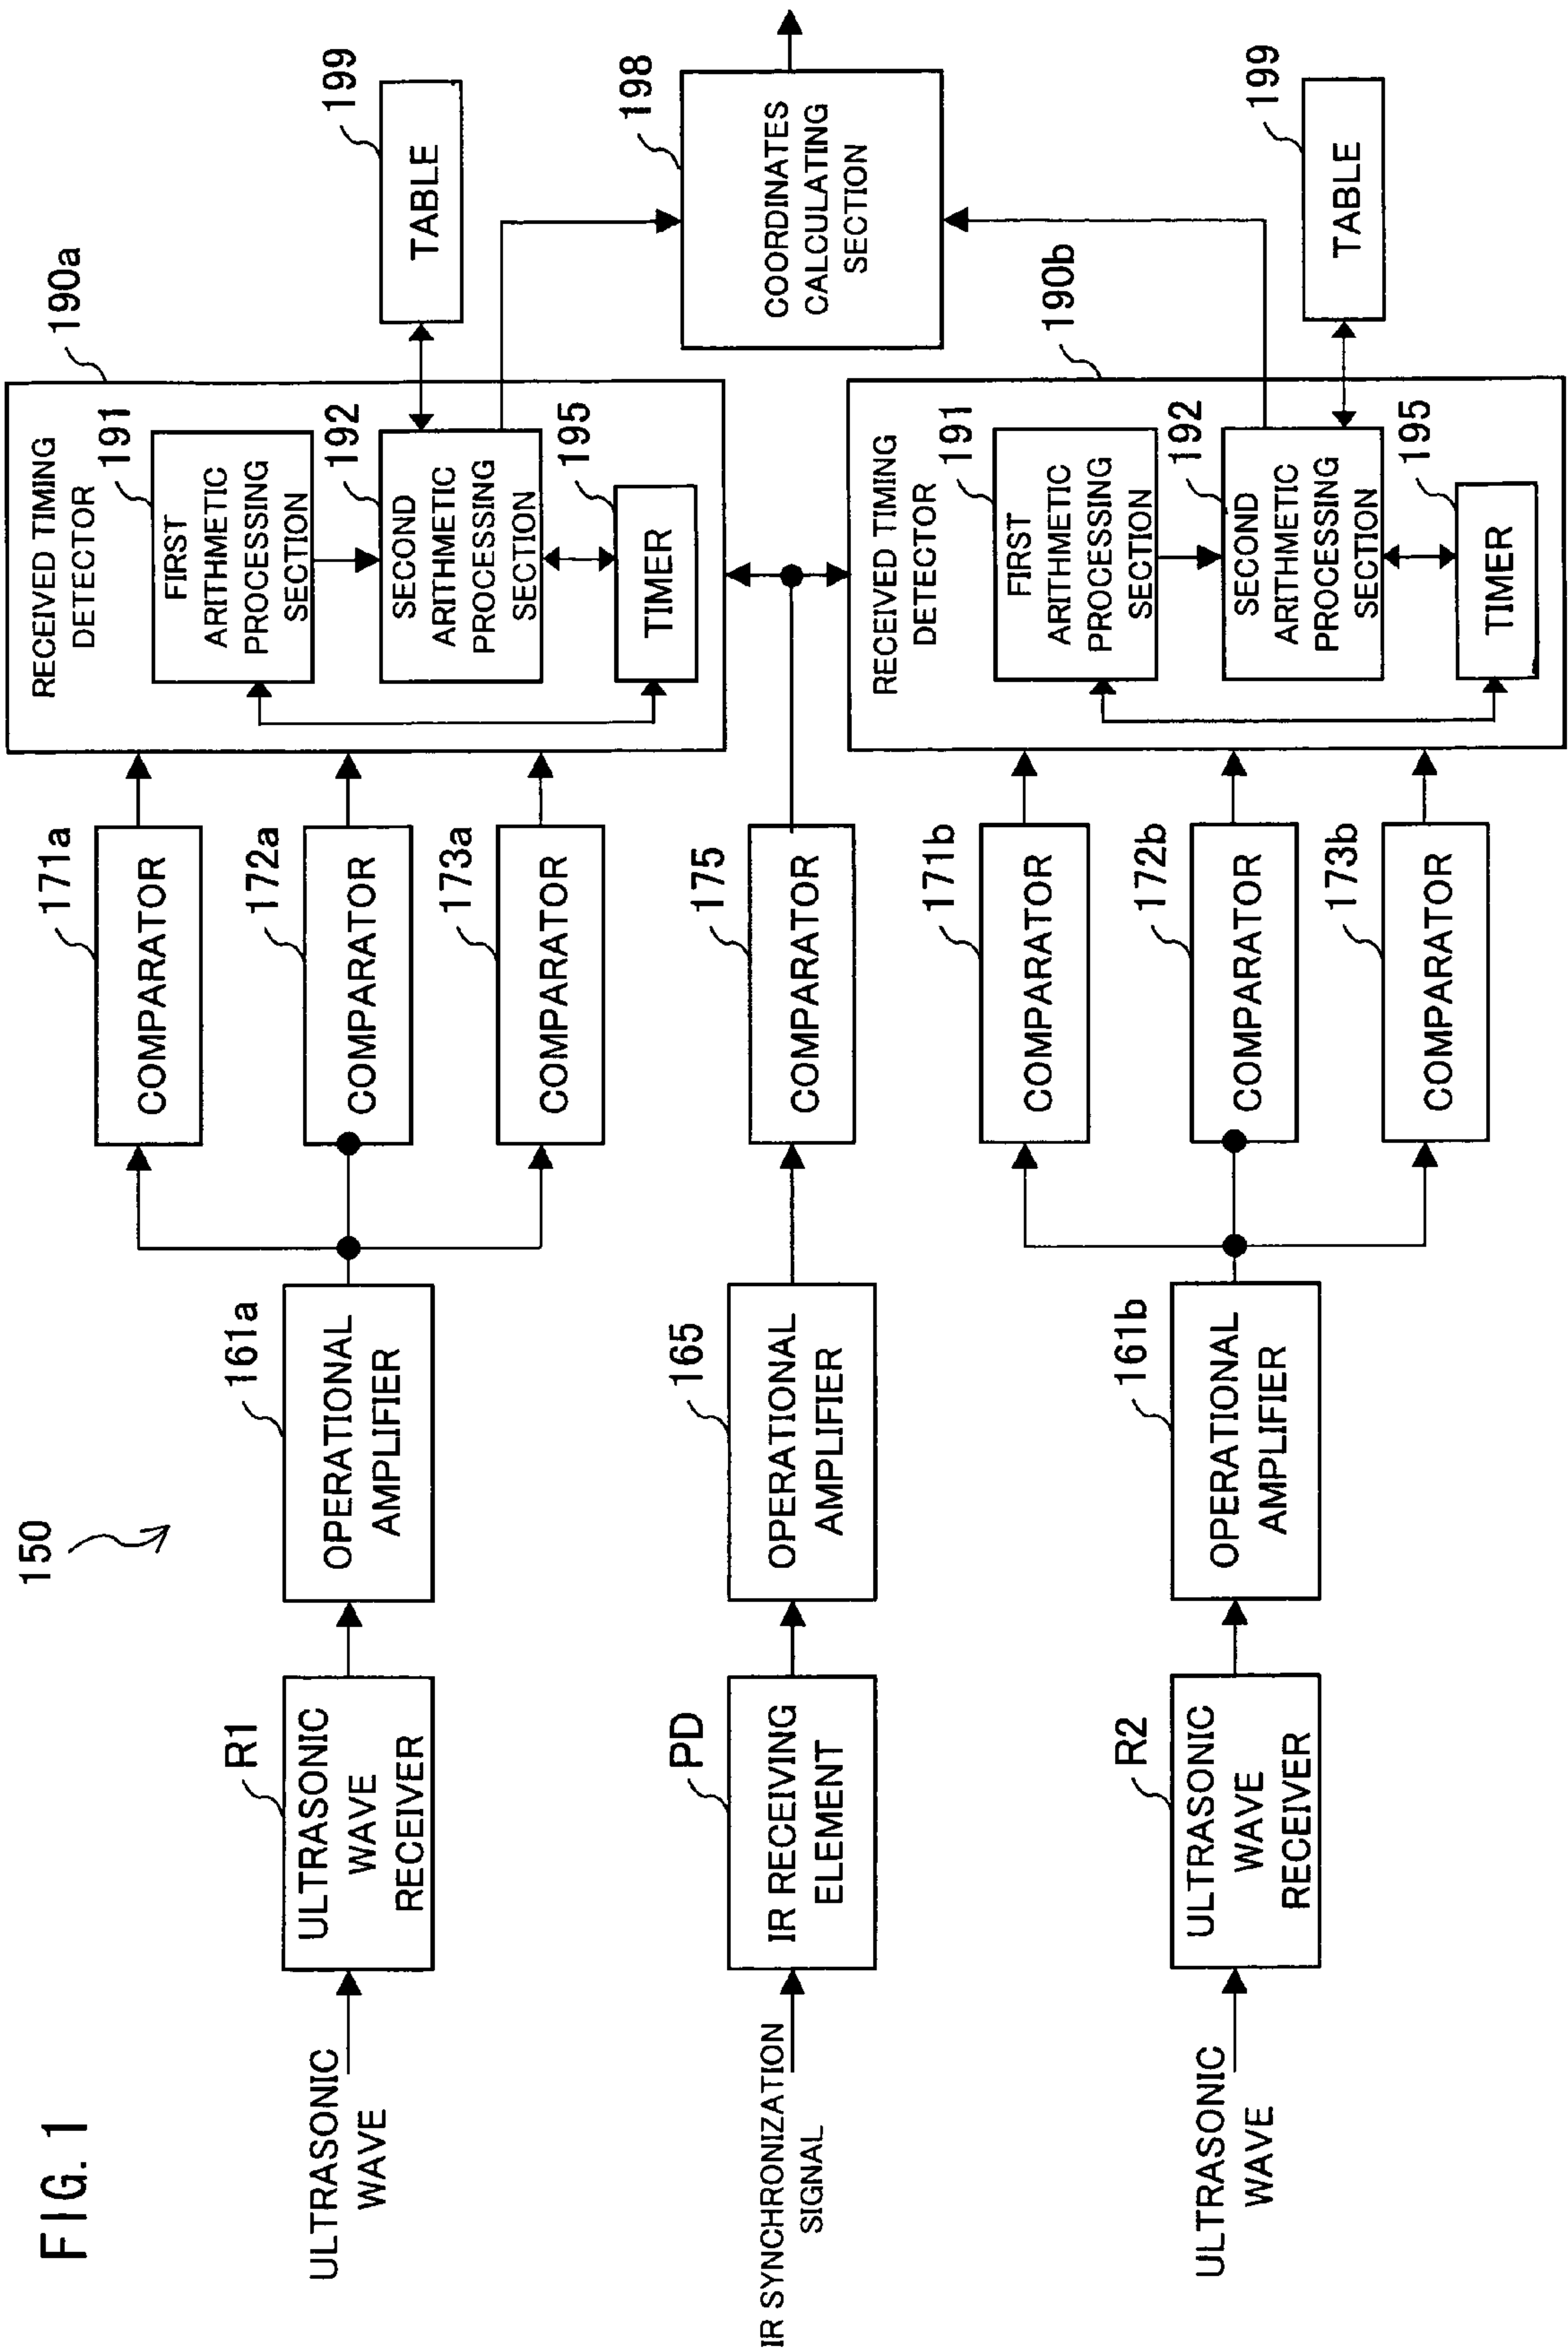 FIG. 1
150
ULTRASONIC
WAVE
R1
ULTRASONIC
WAVE
RECEIVER
161a
OPERATIONAL
AMPLIFIER
171a
COMPARATOR
172a
COMPARATOR
173a
COMPARATOR
190a
RECEIVED TIMING
DETECTOR
191
FIRST
ARITHMETIC
PROCESSING
SECTION
192
SECOND
ARITHMETIC
PROCESSING
SECTION
195
TIMER
199
TABLE
IR SYNCHRONIZATION
SIGNAL
PD
IR RECEIVING
ELEMENT
165
OPERATIONAL
AMPLIFIER
175
COMPARATOR
198
COORDINATES
CALCULATING
SECTION
ULTRASONIC
WAVE
R2
ULTRASONIC
WAVE
RECEIVER
161b
OPERATIONAL
AMPLIFIER
171b
COMPARATOR
172b
COMPARATOR
173b
COMPARATOR
190b
RECEIVED TIMING
DETECTOR
191
FIRST
ARITHMETIC
PROCESSING
SECTION
192
SECOND
ARITHMETIC
PROCESSING
SECTION
195
TIMER
199
TABLE